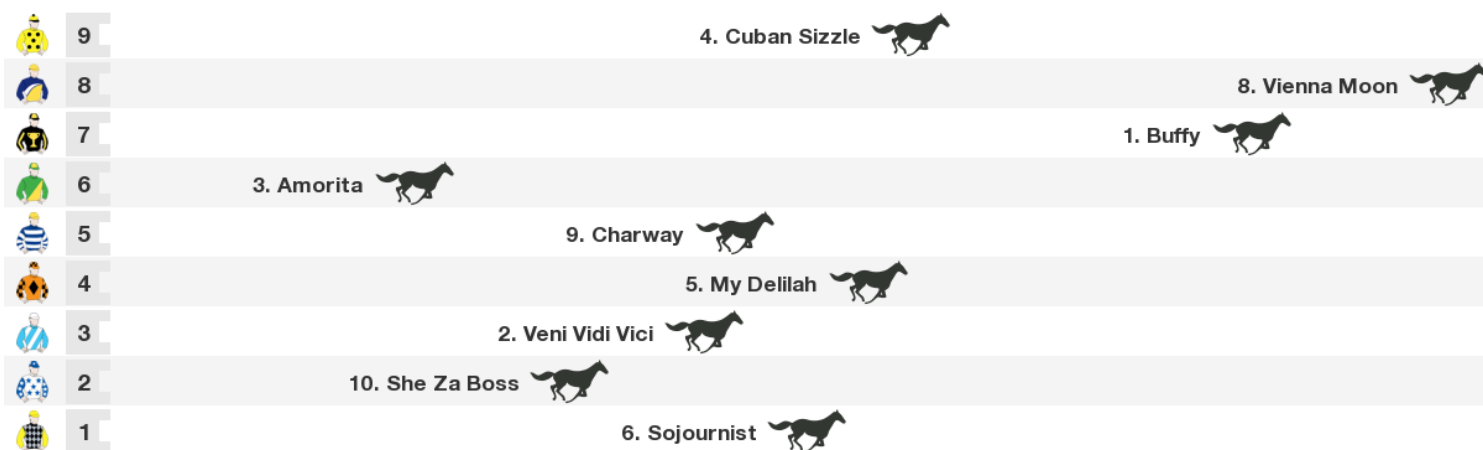 9 4. Cuban Sizzle
8 8. Vienna Moon
7 1. Buffy
6 3. Amorita
5 9. Charway
4 5. My Delilah
3 2. Veni Vidi Vici
2 10. She Za Boss
1 6. Sojournist